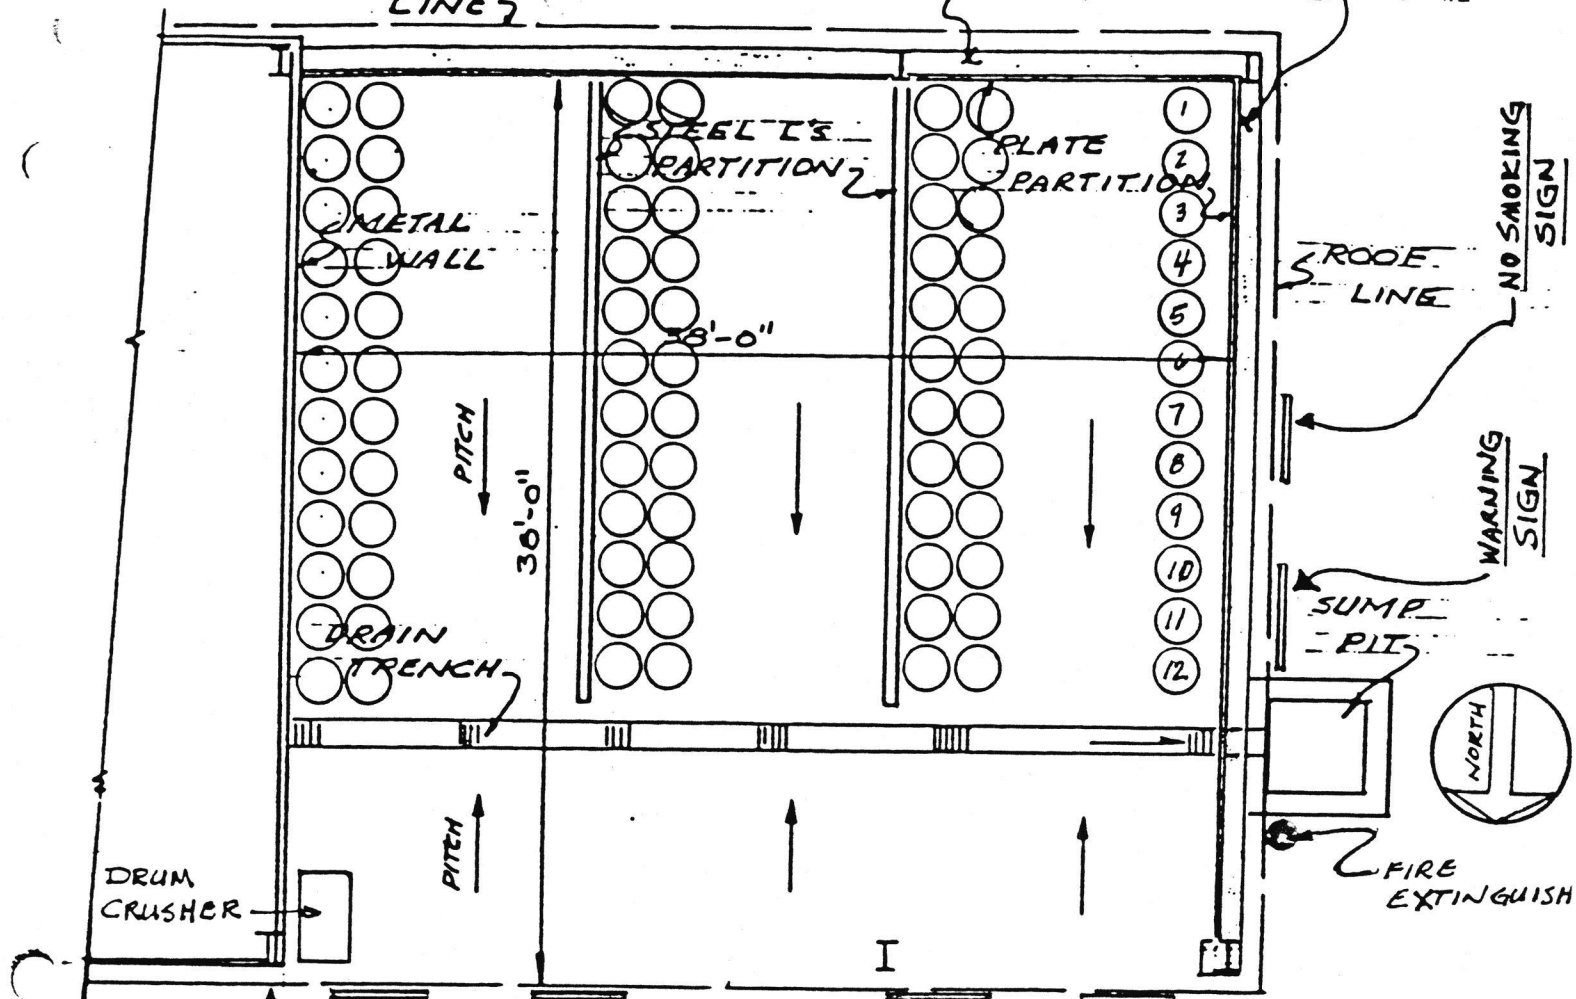 LINE
STEEL I'S
PARTITION
PLATE
PARTITION
METAL
WALL
38'-0"
38'-0"
PITCH
1
2
3
4
5
6
7
8
9
10
11
12
ROOF
LINE
NO SMOKING
SIGN
WARNING
SIGN
SUMP
PIT
DRAIN
TRENCH
NORTH
PITCH
DRUM
CRUSHER
FIRE
EXTINGUISH